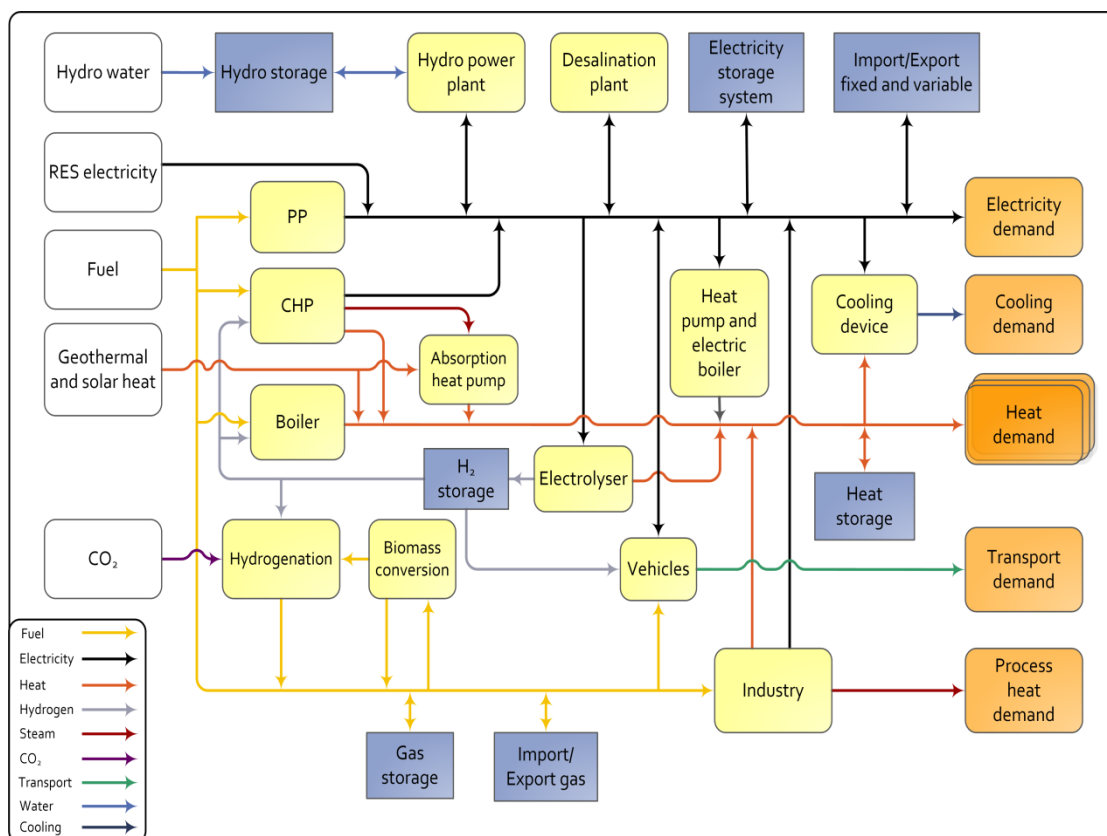 Hydro water
Hydro storage
Hydro power
plant
Desalination
plant
Electricity
storage
system
Import/Export
fixed and variable
RES electricity
PP
Electricity
demand
Fuel
CHP
Heat
pump and
electric
boiler
Cooling
device
Cooling
demand
Geothermal
and solar heat
Absorption
heat pump
Boiler
Heat
demand
H₂
storage
Electrolyser
Heat
storage
CO₂
Hydrogenation
Biomass
conversion
Vehicles
Transport
demand
Industry
Process
heat
demand
Gas
storage
Import/
Export gas
Fuel
Electricity
Heat
Hydrogen
Steam
CO₂
Transport
Water
Cooling